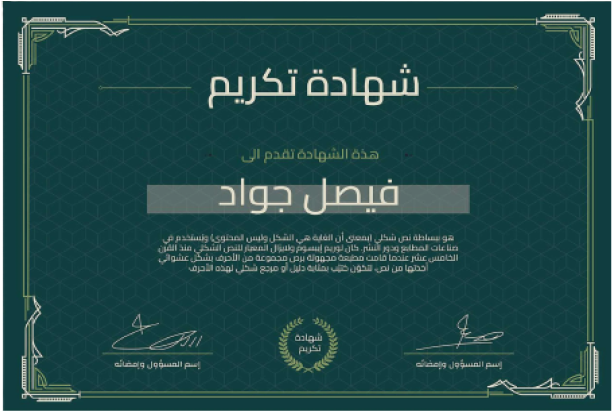 شهادة تكريم
هذة الشهادة تقدم الى
فيصل جواد
هو ببساطة نص شكلي (بمعنى أن الغاية هي الشكل وليس المحتوى) ويُستخدم في
صناعات المطابع ودور النشر. كان لوريم إيبسوم ولايزال المعيار للنص الشكلي منذ القرن
الخامس عشر عندما قامت مطبعة مجهولة برص مجموعة من الأحرف بشكل عشوائي
أخذتها من نص، لتكوّن كتيّب بمثابة دليل أو مرجع شكلي لهذه الأحرف
شهادة
تكريم
إسم المسؤول وإمضائه
إسم المسؤول وإمضائه